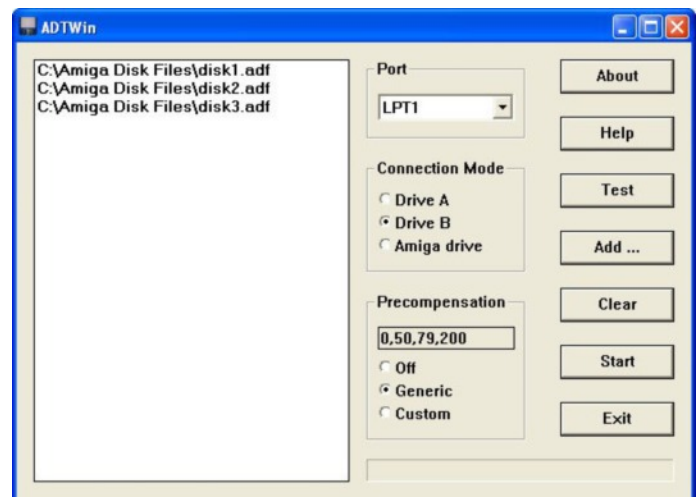 ADTWin
C:\Amiga Disk Files\disk1.adf
C:\Amiga Disk Files\disk2.adf
C:\Amiga Disk Files\disk3.adf
Port
LPT1
Connection Mode
Drive A
Drive B
Amiga drive
Precompensation
0,50,79,200
Off
Generic
Custom
About
Help
Test
Add ...
Clear
Start
Exit